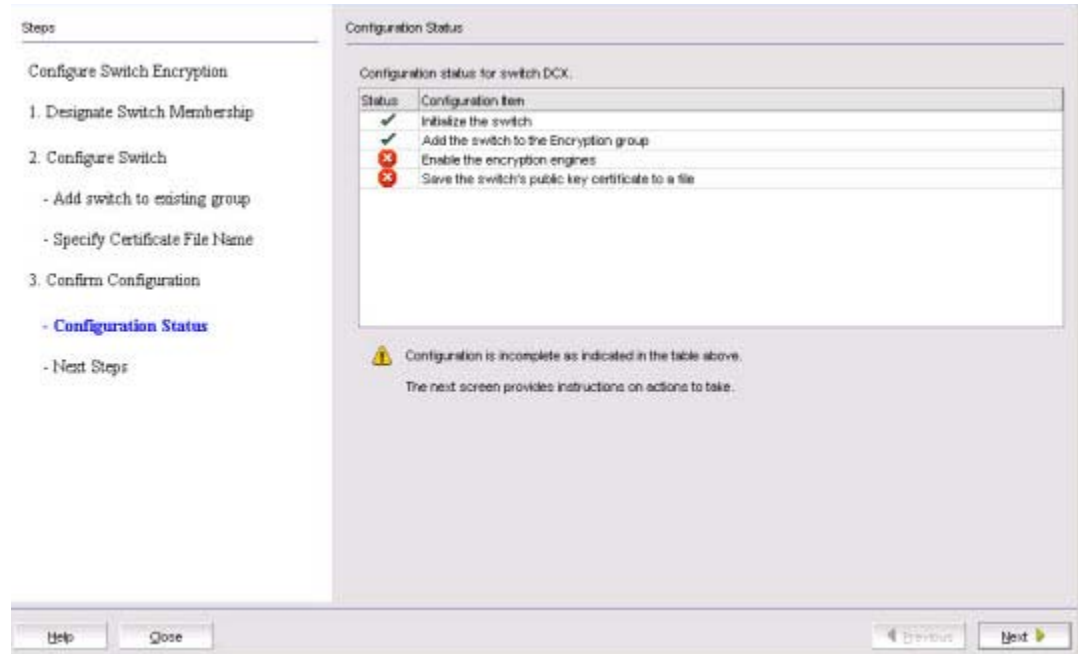 Steps
Configure Switch Encryption
1. Designate Switch Membership
2. Configure Switch
- Add switch to existing group
- Specify Certificate File Name
3. Confirm Configuration
- Configuration Status
- Next Steps
Configuration Status
Configuration status for switch DCX.
Status Configuration Item
Initialize the switch
Add the switch to the Encryption group
Enable the encryption engines
Save the switch's public key certificate to a file
Configuration is incomplete as indicated in the table above.
The next screen provides instructions on actions to take.
Help Close Previous Next